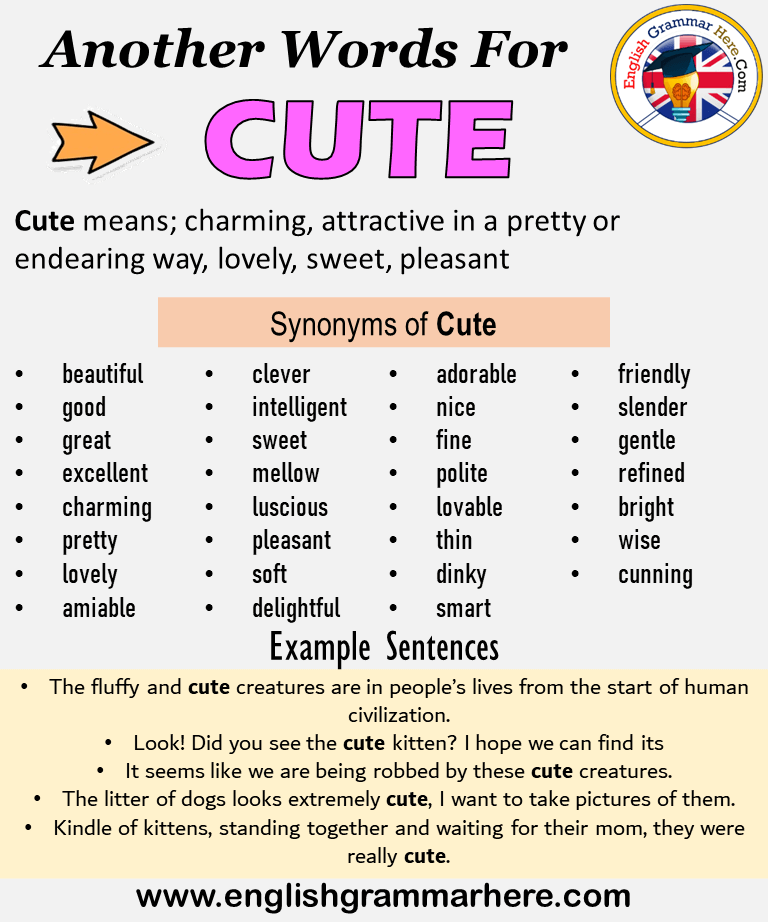 Another Words For
English Grammar Here.Com
CUTE
Cute means; charming, attractive in a pretty or
endearing way, lovely, sweet, pleasant
Synonyms of Cute
• beautiful
• good
• great
• excellent
• charming
• pretty
• lovely
• amiable
• clever
• intelligent
• sweet
• mellow
• luscious
• pleasant
• soft
• delightful
• adorable
• nice
• fine
• polite
• lovable
• thin
• dinky
• smart
• friendly
• slender
• gentle
• refined
• bright
• wise
• cunning
Example Sentences
• The fluffy and cute creatures are in people’s lives from the start of human
civilization.
• Look! Did you see the cute kitten? I hope we can find its
• It seems like we are being robbed by these cute creatures.
• The litter of dogs looks extremely cute, I want to take pictures of them.
• Kindle of kittens, standing together and waiting for their mom, they were
really cute.
www.englishgrammarhere.com